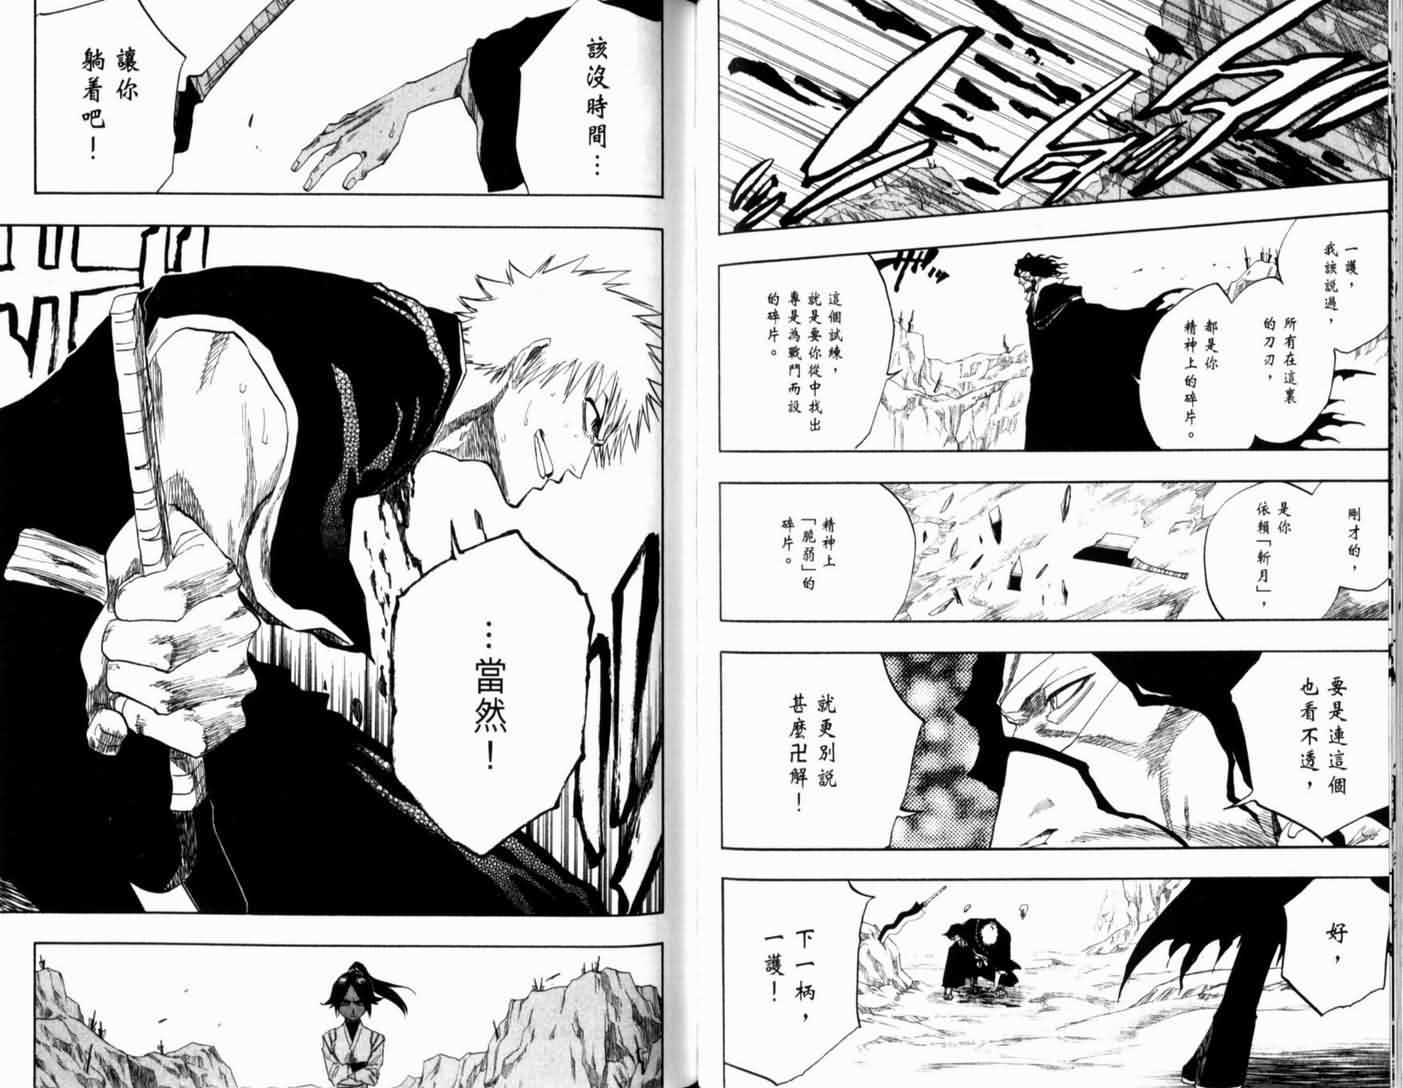 一護，
我該說過，
所有在這裏
的刀刃，
都是你
精神上的碎片。
這個試練，
就是要你從中找出
專是為戰鬥而設
的碎片。
剛才的，
是你
依賴「斬月」，
精神上
「脆弱」的
碎片。
要是連這個
也看不透，
就更別說
甚麼卍解！
好，
下一柄，
一護！
該沒時間…
讓你
躺着吧！
…當然！